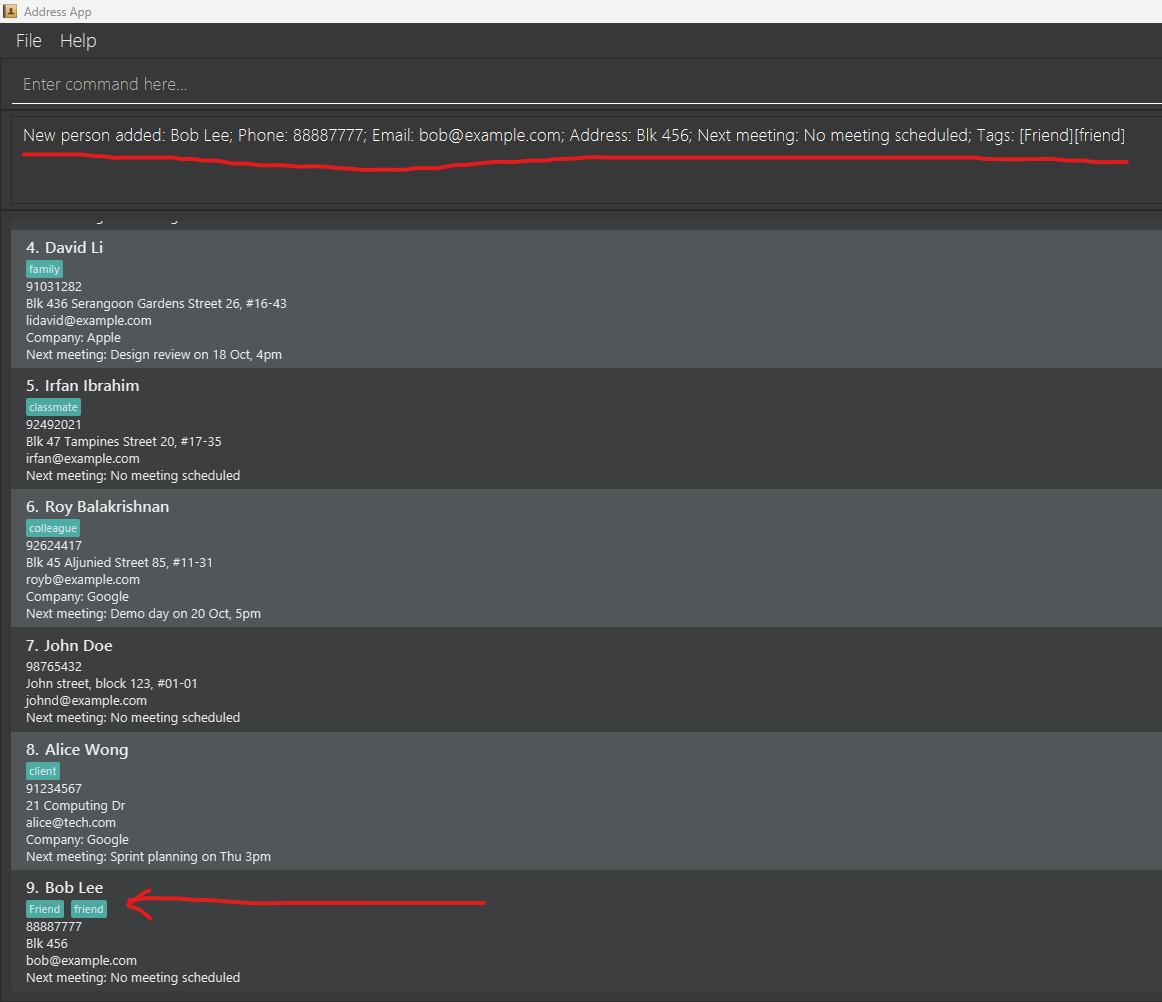 Address App
File Help
Enter command here...
New person added: Bob Lee; Phone: 88887777; Email: bob@example.com; Address: Blk 456; Next meeting: No meeting scheduled; Tags: [Friend][friend]
4. David Li
family
91031282
Blk 436 Serangoon Gardens Street 26, #16-43
lidavid@example.com
Company: Apple
Next meeting: Design review on 18 Oct, 4pm
5. Irfan Ibrahim
classmate
92492021
Blk 47 Tampines Street 20, #17-35
irfan@example.com
Next meeting: No meeting scheduled
6. Roy Balakrishnan
colleague
92624417
Blk 45 Aljunied Street 85, #11-31
royb@example.com
Company: Google
Next meeting: Demo day on 20 Oct, 5pm
7. John Doe
98765432
John street, block 123, #01-01
johnd@example.com
Next meeting: No meeting scheduled
8. Alice Wong
client
91234567
21 Computing Dr
alice@tech.com
Company: Google
Next meeting: Sprint planning on Thu 3pm
9. Bob Lee
Friend friend
88887777
Blk 456
bob@example.com
Next meeting: No meeting scheduled